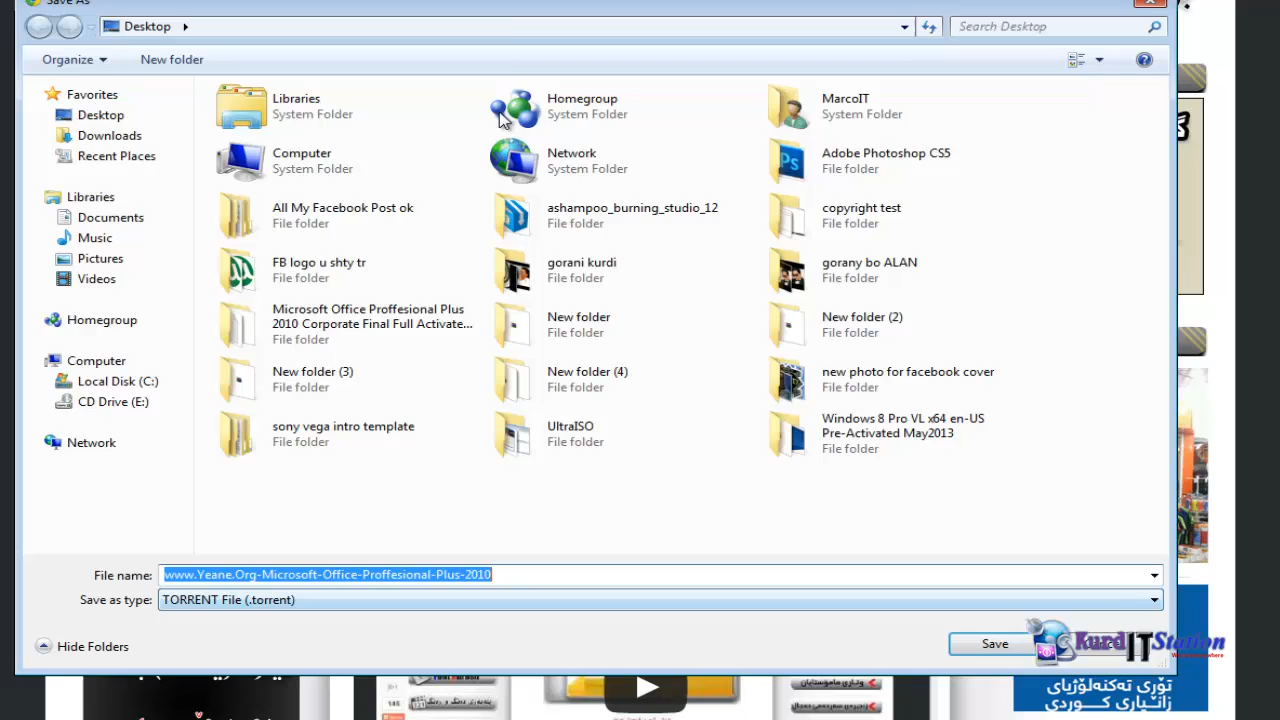 Save As
Desktop
Search Desktop
Organize
New folder
Favorites
Desktop
Downloads
Recent Places
Libraries
Documents
Music
Pictures
Videos
Homegroup
Computer
Local Disk (C:)
CD Drive (E:)
Network
Libraries
System Folder
Homegroup
System Folder
MarcoIT
System Folder
Computer
System Folder
Network
System Folder
Adobe Photoshop CS5
File folder
All My Facebook Post ok
File folder
ashampoo_burning_studio_12
File folder
copyright test
File folder
FB logo u shty tr
File folder
gorani kurdi
File folder
gorany bo ALAN
File folder
Microsoft Office Proffesional Plus
2010 Corporate Final Full Activate...
File folder
New folder
File folder
New folder (2)
File folder
New folder (3)
File folder
New folder (4)
File folder
new photo for facebook cover
File folder
sony vega intro template
File folder
UltraISO
File folder
Windows 8 Pro VL x64 en-US
Pre-Activated May2013
File folder
File name:
www.Yeane.Org-Microsoft-Office-Proffesional-Plus-2010
Save as type:
TORRENT File (.torrent)
Hide Folders
Save
Kurd IT Station
تۆڕی تەکنەلۆژیای
زانیاری کــوردی